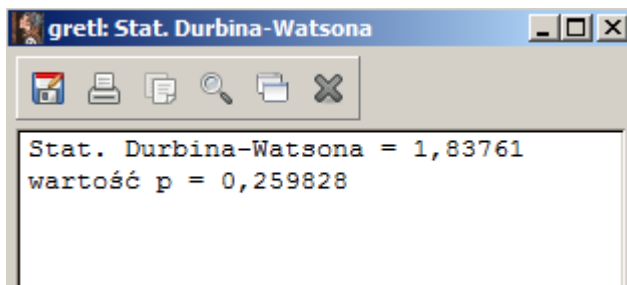 gretl: Stat. Durbina-Watsona
Stat. Durbina-Watsona = 1,83761
wartość p = 0,259828